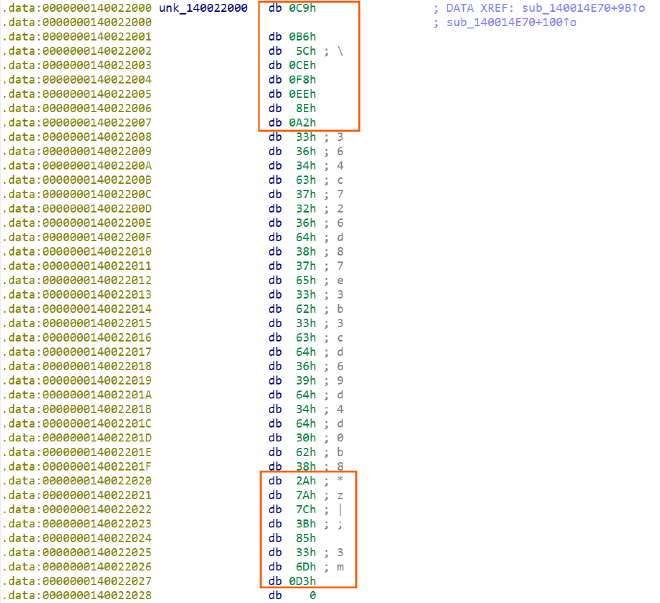 .data:0000000140022000 unk_140022000 db 0C9h ; DATA XREF: sub_140014E70+9B↑o
.data:0000000140022000 ; sub_140014E70+100↑o
.data:0000000140022001 db 0B6h
.data:0000000140022002 db 5Ch ; \
.data:0000000140022003 db 0CEh
.data:0000000140022004 db 0F8h
.data:0000000140022005 db 0EEh
.data:0000000140022006 db 8Eh
.data:0000000140022007 db 0A2h
.data:0000000140022008 db 33h ; 3
.data:0000000140022009 db 36h ; 6
.data:000000014002200A db 34h ; 4
.data:000000014002200B db 63h ; c
.data:000000014002200C db 37h ; 7
.data:000000014002200D db 32h ; 2
.data:000000014002200E db 36h ; 6
.data:000000014002200F db 64h ; d
.data:0000000140022010 db 38h ; 8
.data:0000000140022011 db 37h ; 7
.data:0000000140022012 db 65h ; e
.data:0000000140022013 db 33h ; 3
.data:0000000140022014 db 62h ; b
.data:0000000140022015 db 33h ; 3
.data:0000000140022016 db 63h ; c
.data:0000000140022017 db 64h ; d
.data:0000000140022018 db 36h ; 6
.data:0000000140022019 db 39h ; 9
.data:000000014002201A db 64h ; d
.data:000000014002201B db 34h ; 4
.data:000000014002201C db 64h ; d
.data:000000014002201D db 30h ; 0
.data:000000014002201E db 62h ; b
.data:000000014002201F db 38h ; 8
.data:0000000140022020 db 2Ah ; *
.data:0000000140022021 db 7Ah ; z
.data:0000000140022022 db 7Ch ; |
.data:0000000140022023 db 3Bh ; ;
.data:0000000140022024 db 85h
.data:0000000140022025 db 33h ; 3
.data:0000000140022026 db 6Dh ; m
.data:0000000140022027 db 0D3h
.data:0000000140022028 db 0